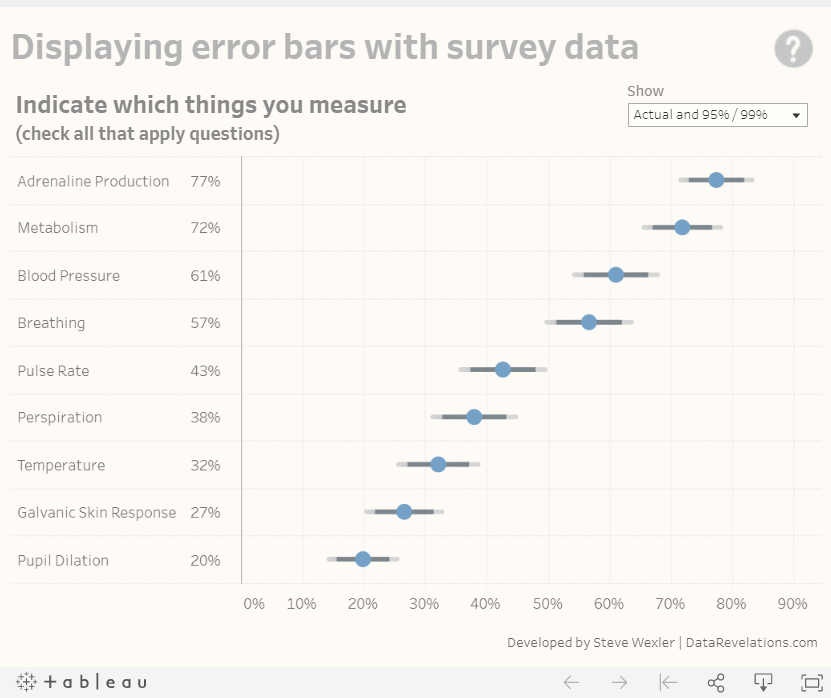 Displaying error bars with survey data
?
Indicate which things you measure
(check all that apply questions)
Show
Actual and 95% / 99%
Adrenaline Production 77%
Metabolism 72%
Blood Pressure 61%
Breathing 57%
Pulse Rate 43%
Perspiration 38%
Temperature 32%
Galvanic Skin Response 27%
Pupil Dilation 20%
0% 10% 20% 30% 40% 50% 60% 70% 80% 90%
Developed by Steve Wexler | DataRevelations.com
+ a b l e a u